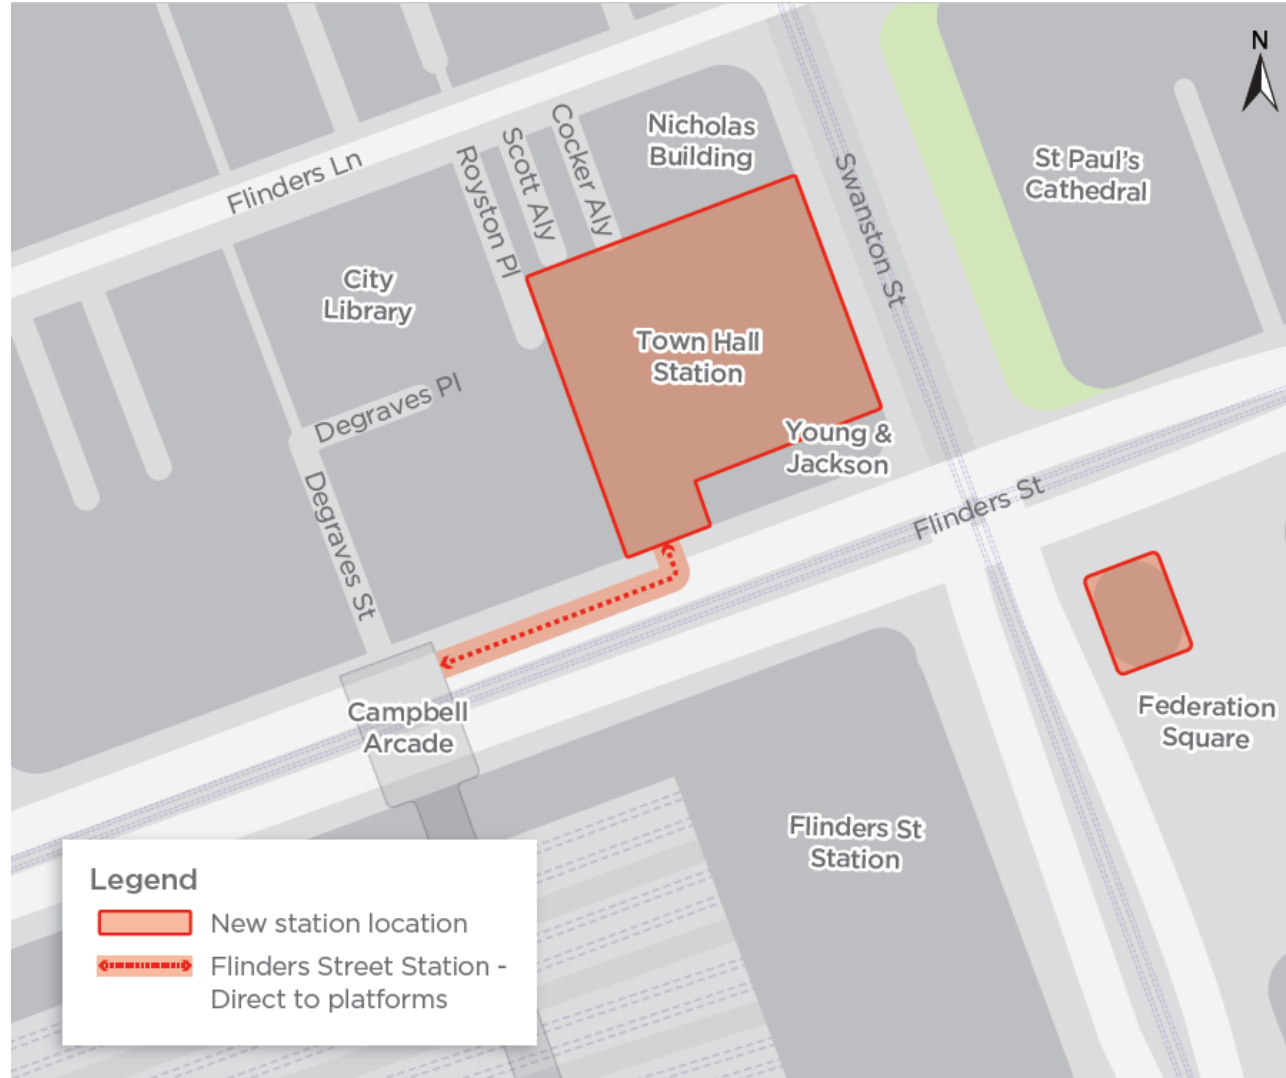 N
Nicholas
Building
St Paul's
Cathedral
Cocker Aly
Scott Aly
Royston Pl
Flinders Ln
Swanston St
City
Library
Town Hall
Station
Degraves Pl
Young &
Jackson
Degraves St
Flinders St
Campbell
Arcade
Federation
Square
Flinders St
Station
Legend
New station location
Flinders Street Station -
Direct to platforms